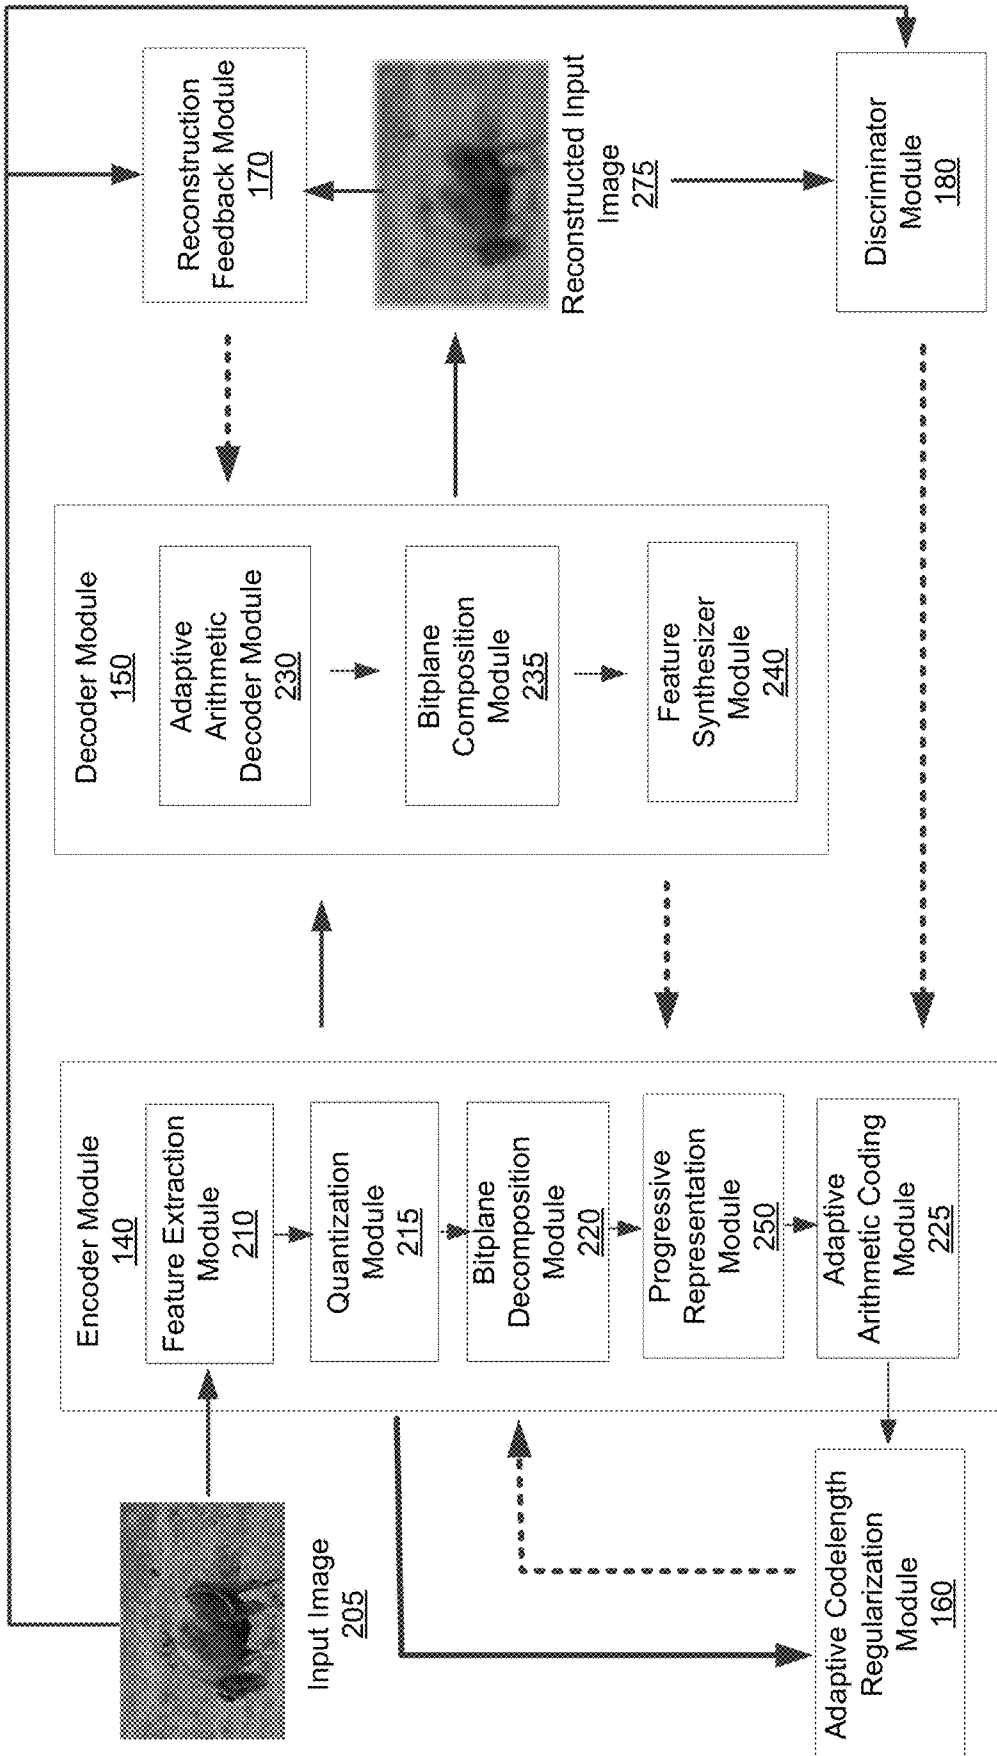 Input Image
205
Encoder Module
140
Feature Extraction
Module
210
Quantization
Module
215
Bitplane
Decomposition
Module
220
Progressive
Representation
Module
250
Adaptive
Arithmetic Coding
Module
225
Adaptive Codelength
Regularization
Module
160
Decoder Module
150
Adaptive
Arithmetic
Decoder Module
230
Bitplane
Composition
Module
235
Feature
Synthesizer
Module
240
Reconstruction
Feedback Module
170
Reconstructed Input
Image
275
Discriminator
Module
180